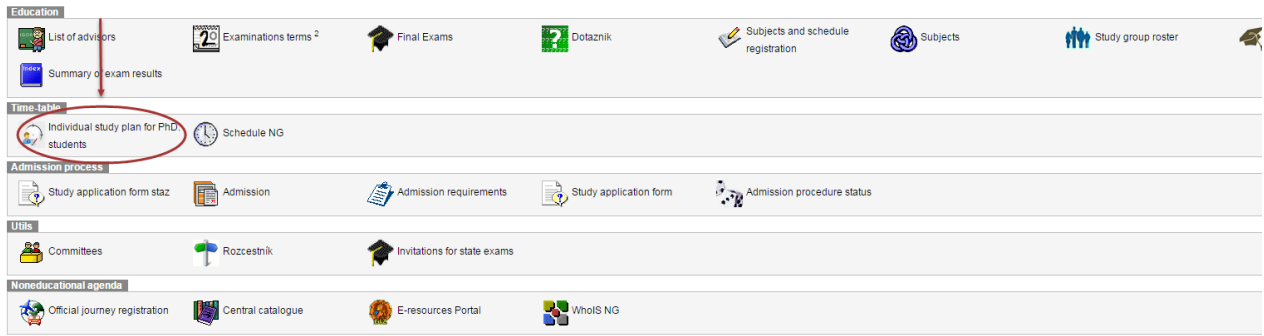 Education
List of advisors
Examinations terms 2
Final Exams
Dotaznik
Subjects and schedule
registration
Subjects
Study group roster
Summary of exam results
Time-table
Individual study plan for PhD.
students
Schedule NG
Admission process
Study application form staz
Admission
Admission requirements
Study application form
Admission procedure status
Utils
Committees
Rozcestník
Invitations for state exams
Noneducational agenda
Official journey registration
Central catalogue
E-resources Portal
WhoIS NG